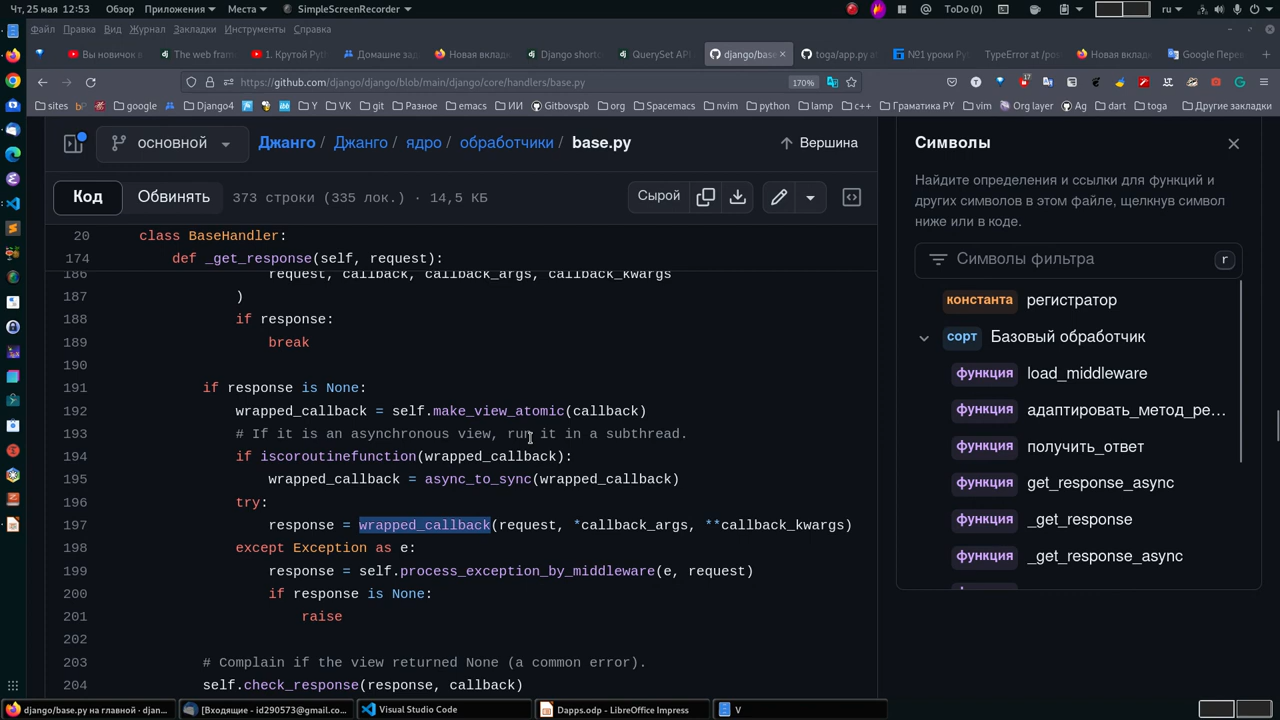 Чт, 25 мая 12:53 Обзор Приложения Места SimpleScreenRecorder ToDo(0) ru
Файл Правка Вид Журнал Закладки Инструменты Справка
Вы новичок в The web fram 1. Крутой Pyt Домашне зад Новая вклад Django short QuerySet API django/bas toga/app.py a №1 уроки Py TypeError at /pos Новая вкладк Google Перев
https://github.com/django/django/blob/main/django/core/handlers/base.py 170% 17
sites google Django4 Y VK git Разное emacs ИИ Gitbovspb org Spacemacs nvim python lamp c++ Граматика РУ vim Org layer Ag dart toga Другие закладки
основной Джанго / Джанго / ядро / обработчики / base.py Вершина
Код Обвинять 373 строки (335 лок.) · 14,5 КБ Сырой
20 class BaseHandler:
174 def _get_response(self, request):
186 request, callback, callback_args, callback_kwargs
187 )
188 if response:
189 break
190
191 if response is None:
192 wrapped_callback = self.make_view_atomic(callback)
193 # If it is an asynchronous view, run it in a subthread.
194 if iscoroutinefunction(wrapped_callback):
195 wrapped_callback = async_to_sync(wrapped_callback)
196 try:
197 response = wrapped_callback(request, *callback_args, **callback_kwargs)
198 except Exception as e:
199 response = self.process_exception_by_middleware(e, request)
200 if response is None:
201 raise
202
203 # Complain if the view returned None (a common error).
204 self.check_response(response, callback)
Символы
Найдите определения и ссылки для функций и
других символов в этом файле, щелкнув символ
ниже или в коде.
Символы фильтра r
константа регистратор
сорт Базовый обработчик
функция load_middleware
функция адаптировать_метод_ре...
функция получить_ответ
функция get_response_async
функция _get_response
функция _get_response_async
django/base.py на главной · djan... [Входящие - id290573@gmail.co... Visual Studio Code Dapps.odp - LibreOffice Impress V